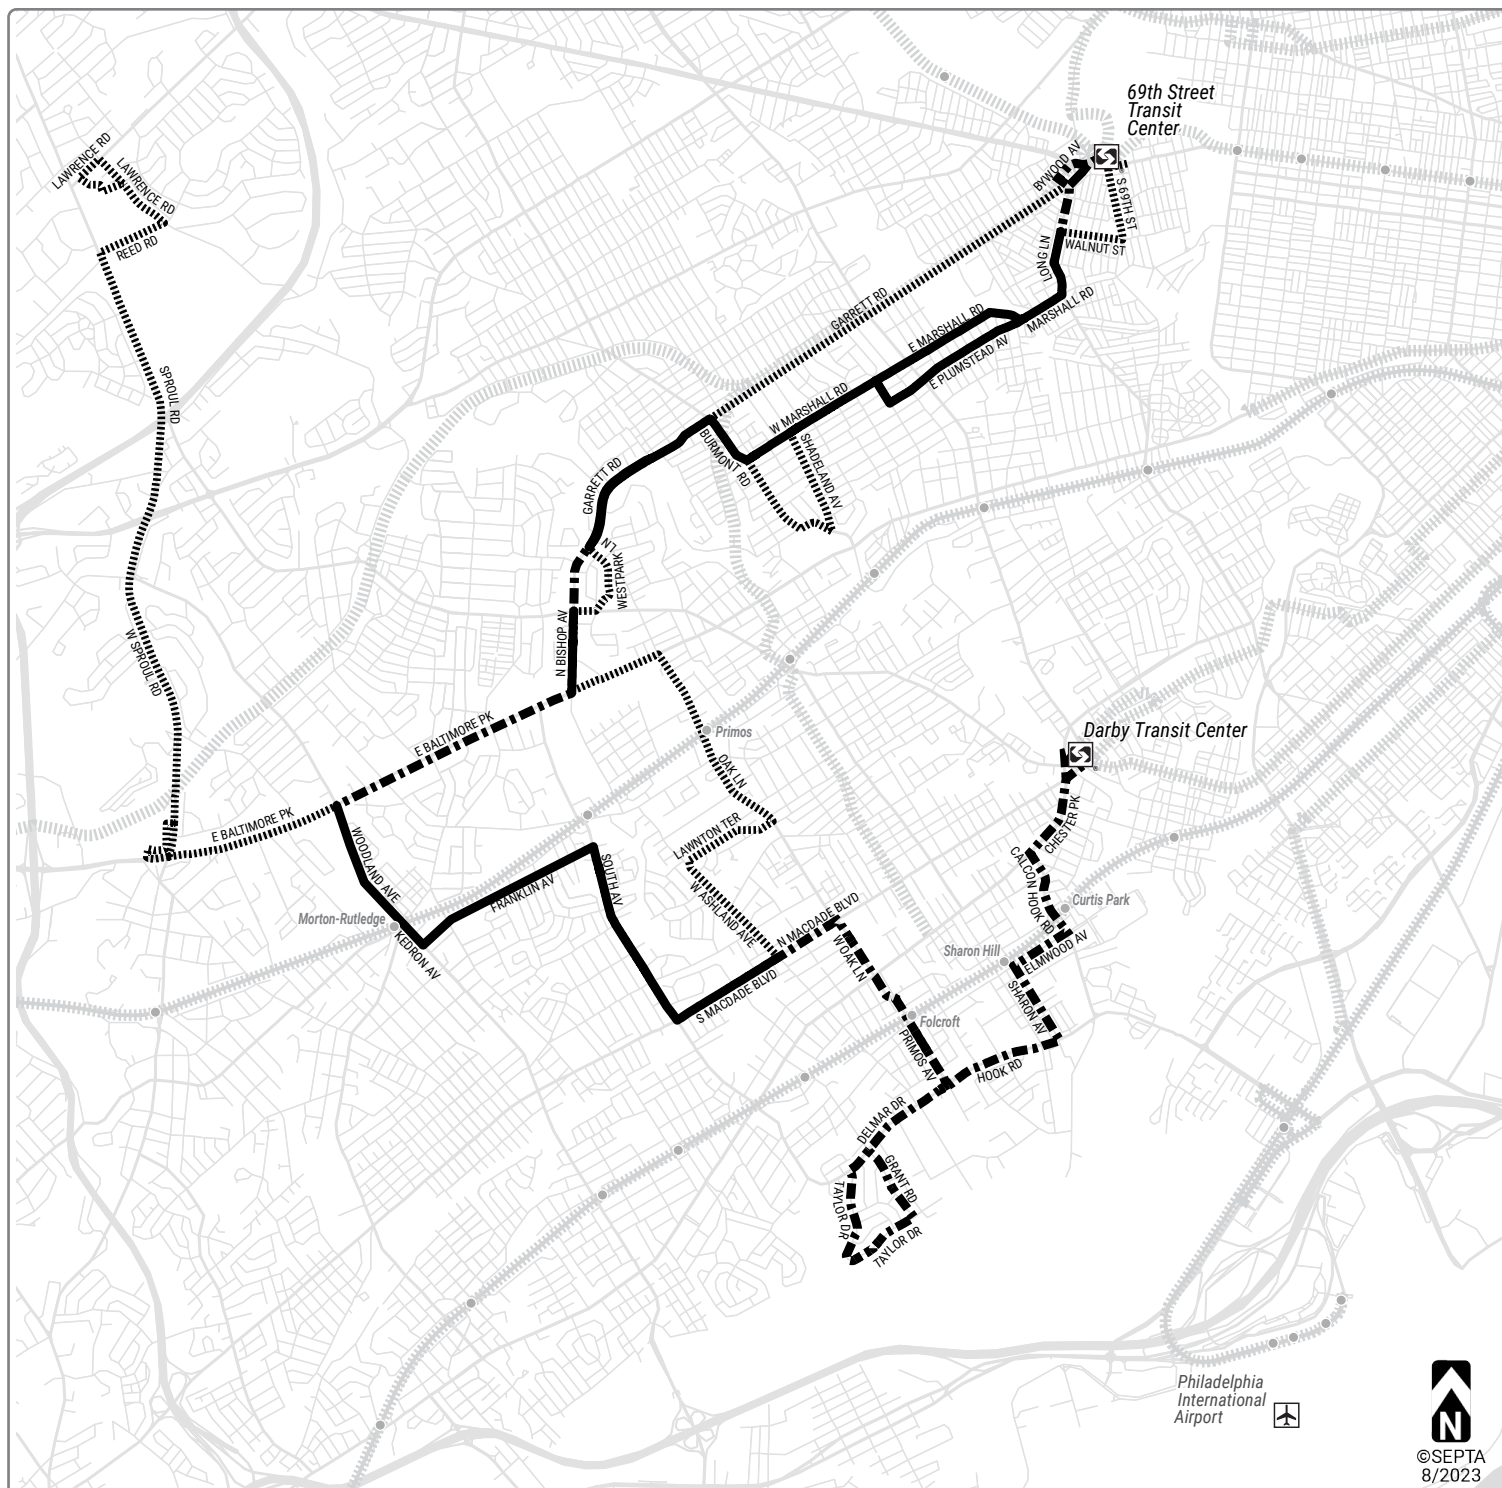 69th Street
Transit
Center
LAWRENCE RD
LAWRENCE RD
BYWOOD AV
S 69TH ST
REED RD
WALNUT ST
LONG LN
GARRETT RD
MARSHALL RD
E MARSHALL RD
E PLUMSTEAD AV
SPROUL RD
W MARSHALL RD
BURMONT RD
SHADELAND AV
GARRETT RD
WESTPARK LN
N BISHOP AV
W SPROUL RD
E BALTIMORE PK
Primos
Darby Transit Center
OAK LN
CHESTER PK
E BALTIMORE PK
LAWNTON TER
WOODLAND AVE
CALCON HOOK RD
SOUTH AV
FRANKLIN AV
W ASHLAND AVE
Curtis Park
Morton-Rutledge
N MACDADE BLVD
KEDRON AV
WOAK LN
Sharon Hill
ELMWOOD AV
S MACDADE BLVD
SHARON AV
Folcroft
PRIMOS AV
HOOK RD
DELMAR DR
GRANT RD
TAYLOR DR
TAYLOR DR
Philadelphia
International
Airport
N
©SEPTA
8/2023